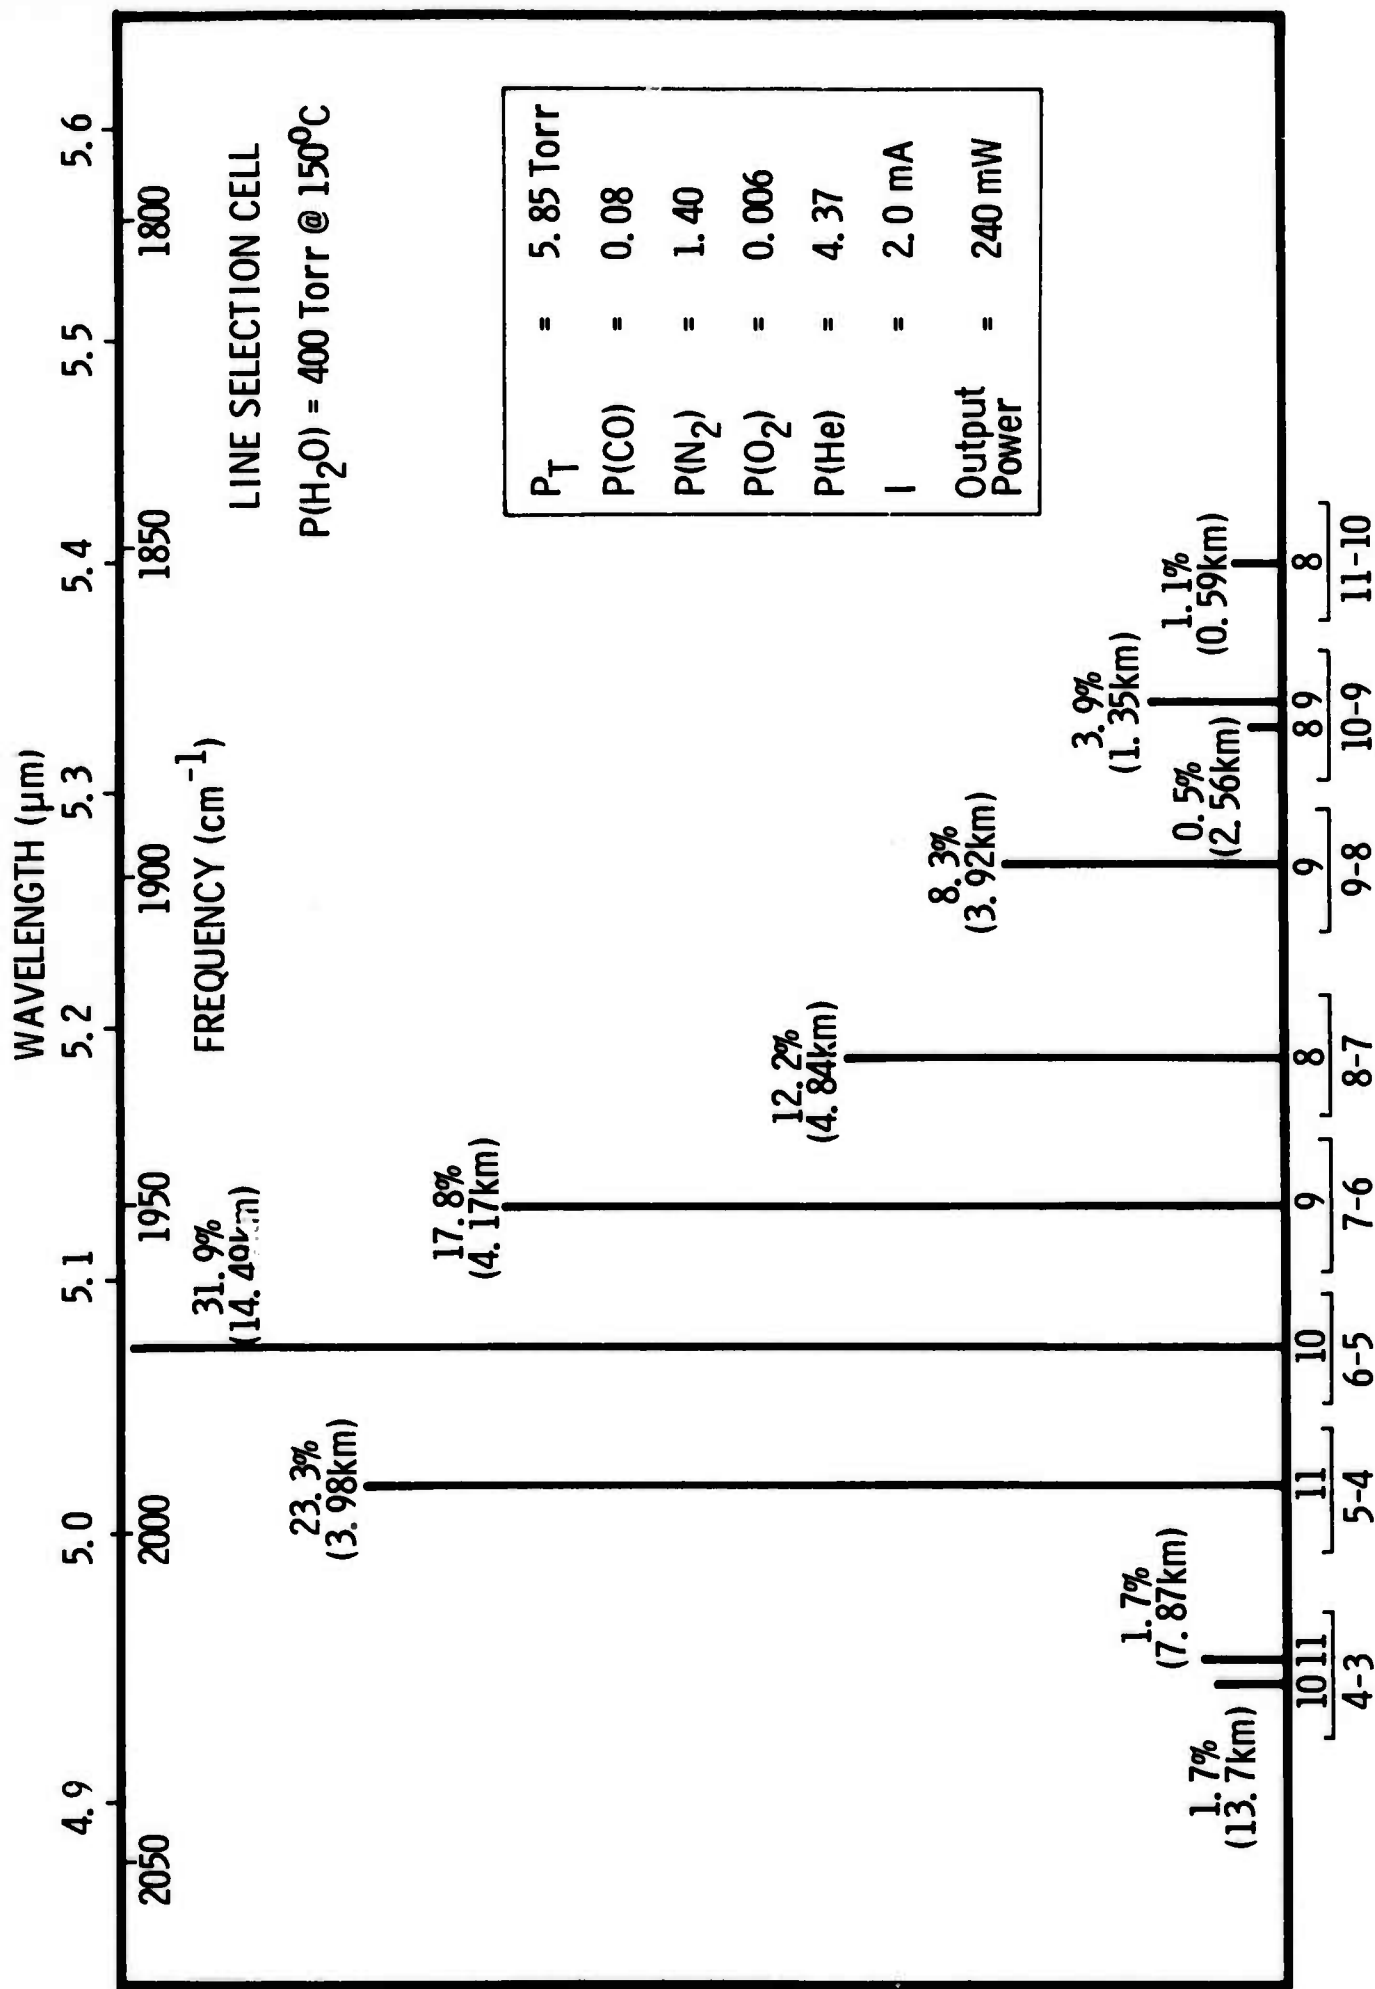 WAVELENGTH (µm)
4.9 5.0 5.1 5.2 5.3 5.4 5.5 5.6
2050 2000 1950 1900 1850 1800
FREQUENCY (cm⁻¹)
LINE SELECTION CELL
P(H₂O) = 400 Torr @ 150⁰C
P_T = 5.85 Torr
P(CO) = 0.08
P(N₂) = 1.40
P(O₂) = 0.006
P(He) = 4.37
I = 2.0 mA
Output
Power = 240 mW
1.7%
(13.7km)
1.7%
(7.87km)
23.3%
(3.98km)
31.9%
(14.49km)
17.8%
(4.17km)
12.2%
(4.84km)
8.3%
(3.92km)
0.5%
(2.56km)
3.9%
(1.35km)
1.1%
(0.59km)
10 11 11 10 9 8 9 8 9 8
4-3 5-4 6-5 7-6 8-7 9-8 10-9 11-10